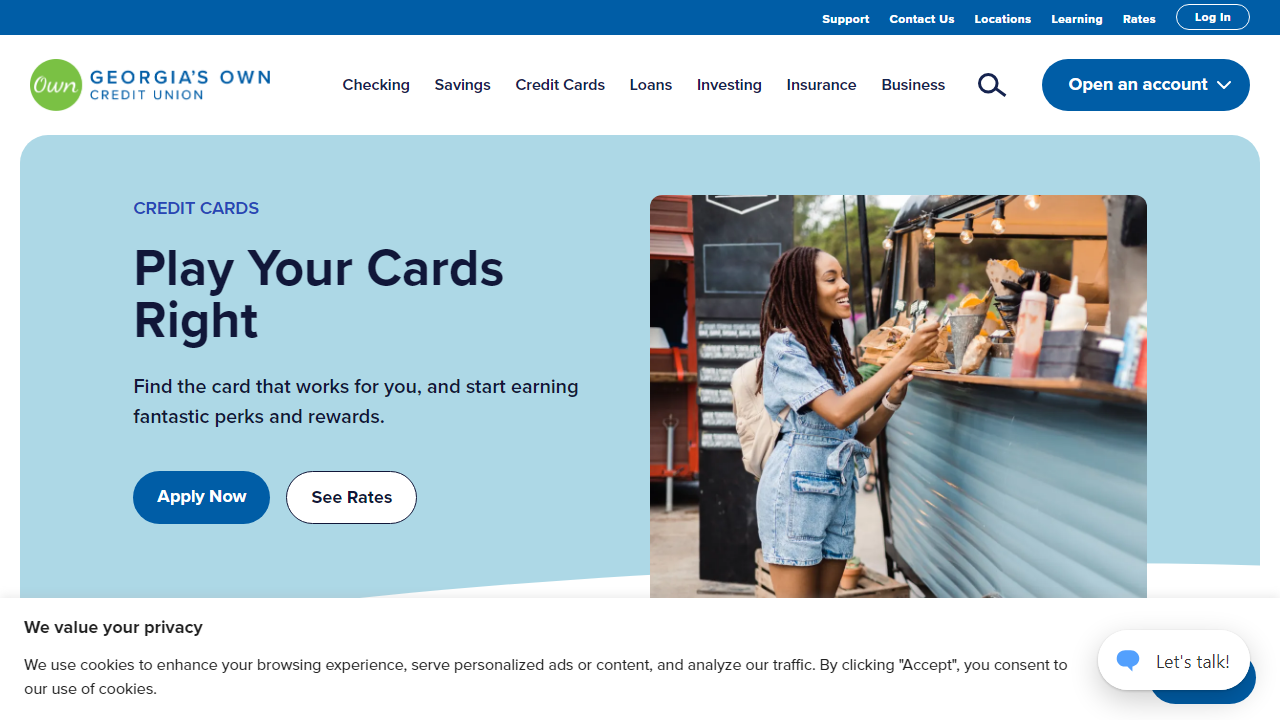 Support Contact Us Locations Learning Rates Log In
Own GEORGIA'S OWN
CREDIT UNION
Checking Savings Credit Cards Loans Investing Insurance Business Open an account
CREDIT CARDS
Play Your Cards
Right
Find the card that works for you, and start earning
fantastic perks and rewards.
Apply Now See Rates
We value your privacy
We use cookies to enhance your browsing experience, serve personalized ads or content, and analyze our traffic. By clicking "Accept", you consent to
our use of cookies.
Let's talk!